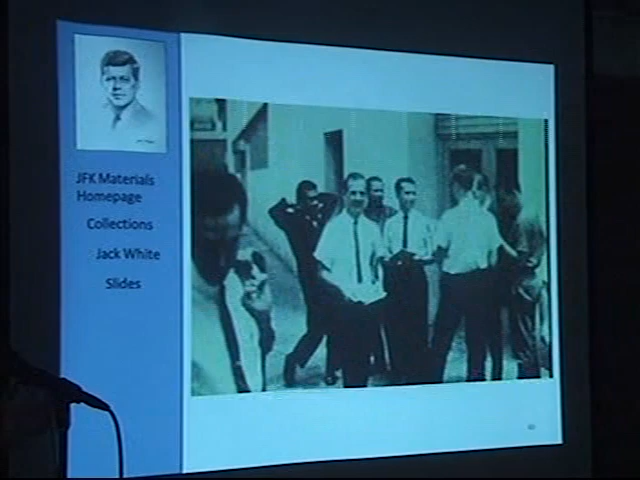 JFK Materials
Homepage
Collections
Jack White
Slides